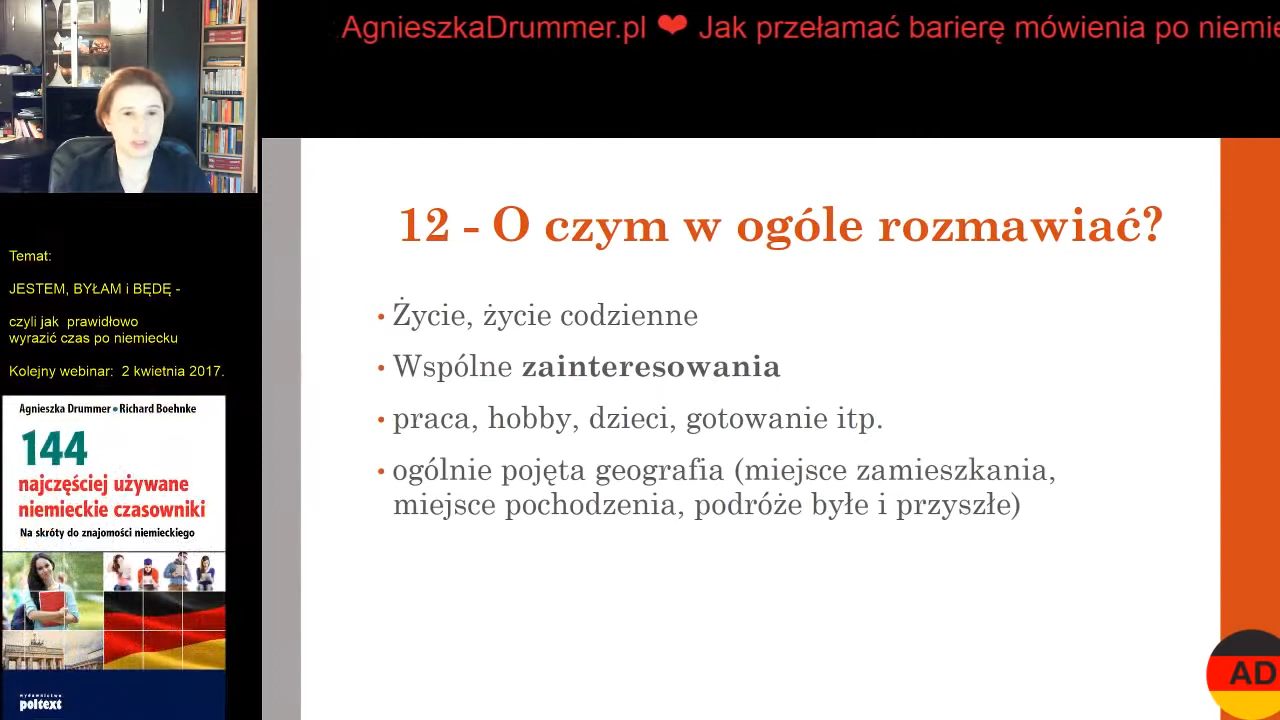 AgnieszkaDrummer.pl ❤ Jak przełamać barierę mówienia po niemie
12 - O czym w ogóle rozmawiać?
• Życie, życie codzienne
• Wspólne zainteresowania
• praca, hobby, dzieci, gotowanie itp.
• ogólnie pojęta geografia (miejsce zamieszkania,
miejsce pochodzenia, podróże byłe i przyszłe)
Temat:
JESTEM, BYŁAM i BĘDĘ -
czyli jak prawidłowo
wyrazić czas po niemiecku
Kolejny webinar: 2 kwietnia 2017.
Agnieszka Drummer • Richard Boehnke
144
najczęściej używane
niemieckie czasowniki
Na skróty do znajomości niemieckiego
wydawnictwo
poltext
AD